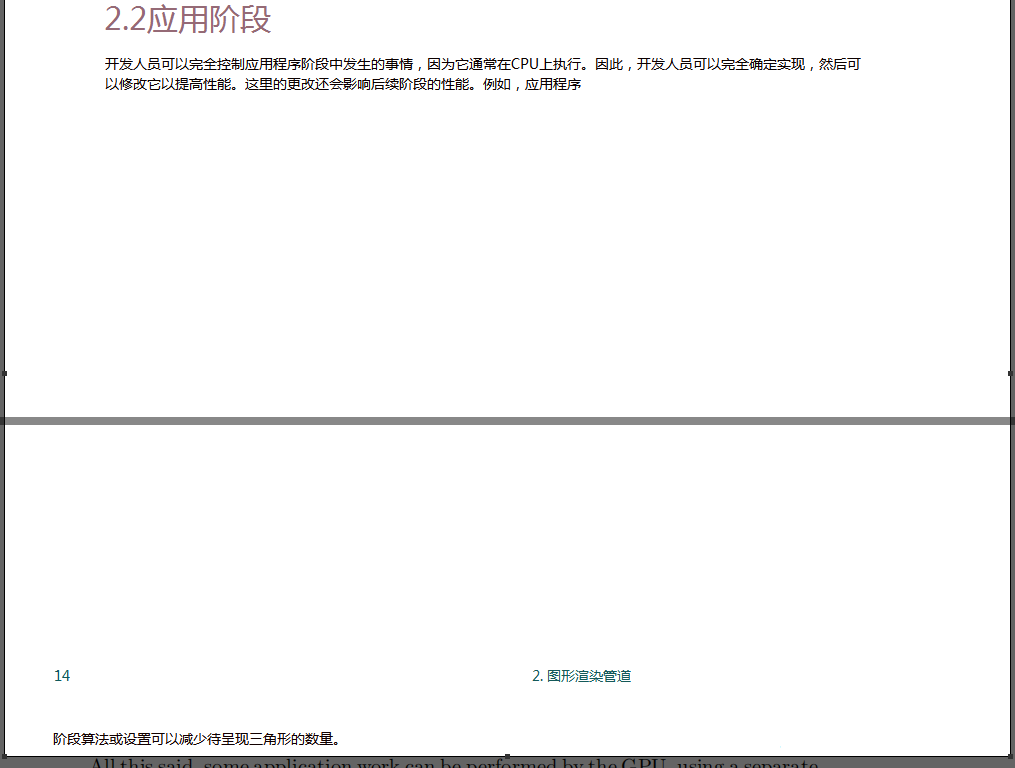 2.2应用阶段
开发人员可以完全控制应用程序阶段中发生的事情，因为它通常在CPU上执行。因此，开发人员可以完全确定实现，然后可
以修改它以提高性能。这里的更改还会影响后续阶段的性能。例如，应用程序
14
2. 图形渲染管道
阶段算法或设置可以减少待呈现三角形的数量。
All this said, some application work can be performed by the GPU, using a separate